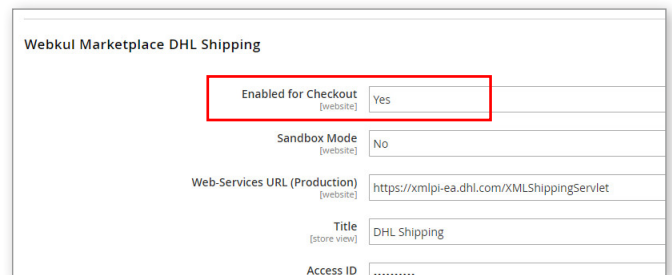 Webkul Marketplace DHL Shipping
Enabled for Checkout
[website]
Yes
Sandbox Mode
[website]
No
Web-Services URL (Production)
[website]
https://xmlpi-ea.dhl.com/XMLShippingServlet
Title
[store view]
DHL Shipping
Access ID
••••••••••